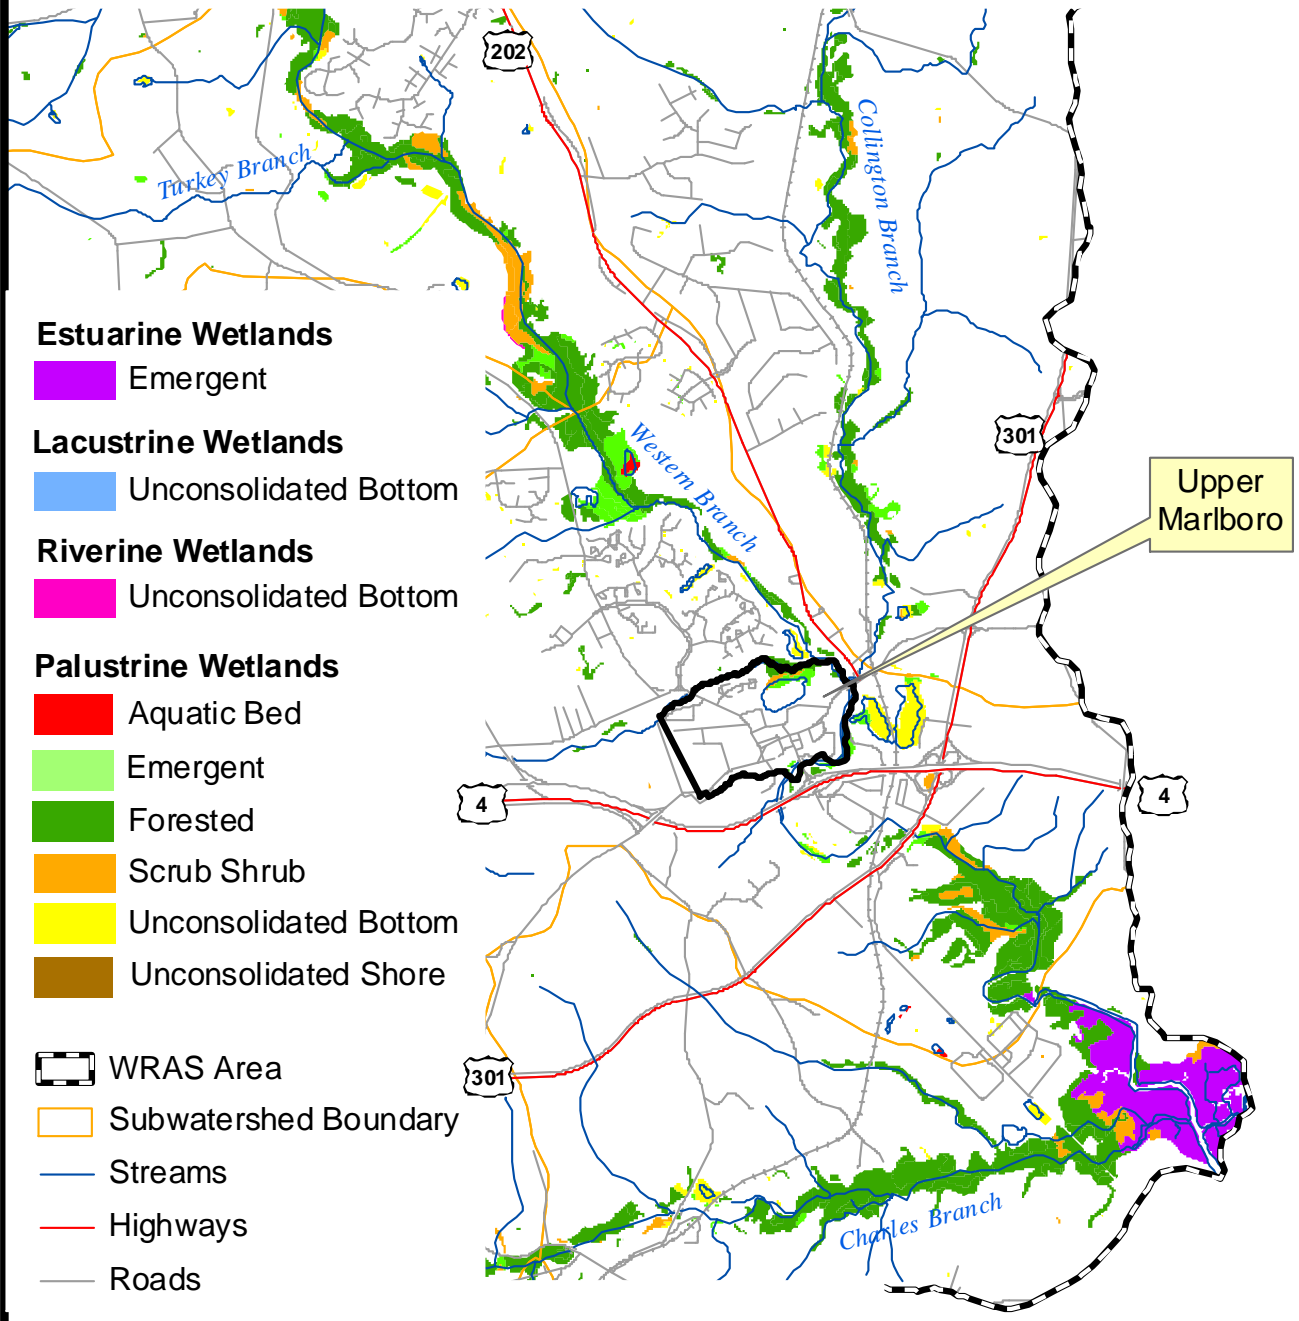 202
Turkey Branch
Collington Branch
Estuarine Wetlands
Emergent
Lacustrine Wetlands
Unconsolidated Bottom
Riverine Wetlands
Unconsolidated Bottom
Palustrine Wetlands
Aquatic Bed
Emergent
Forested
Scrub Shrub
Unconsolidated Bottom
Unconsolidated Shore
WRAS Area
Subwatershed Boundary
Streams
Highways
Roads
301
Western Branch
Upper
Marlboro
4
4
301
Charles Branch